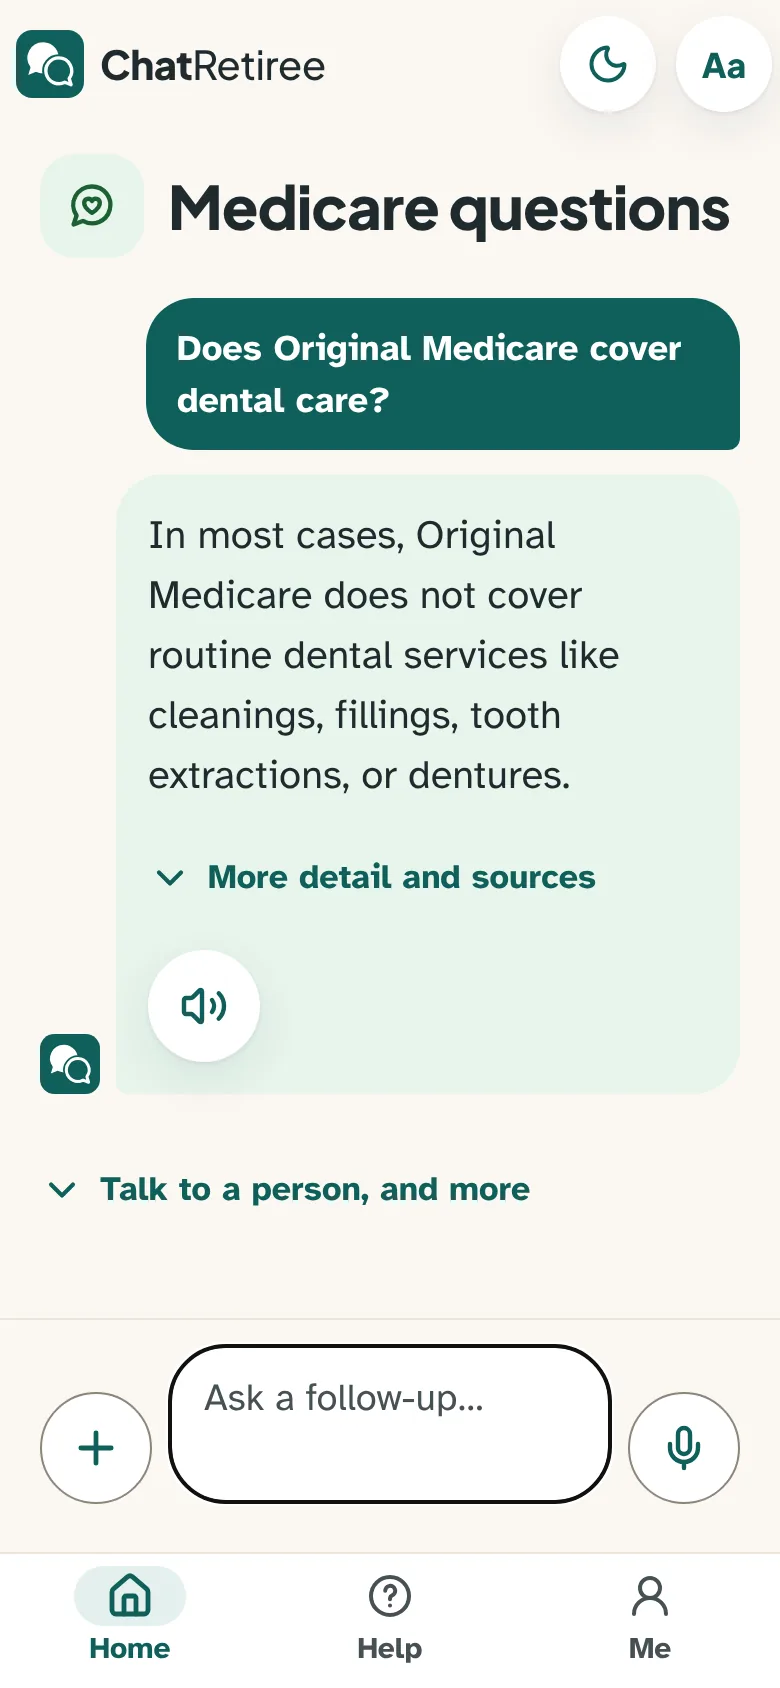 ChatRetiree
Aa
Medicare questions
Does Original Medicare cover
dental care?
In most cases, Original
Medicare does not cover
routine dental services like
cleanings, fillings, tooth
extractions, or dentures.
More detail and sources
Talk to a person, and more
Ask a follow-up...
Home
Help
Me